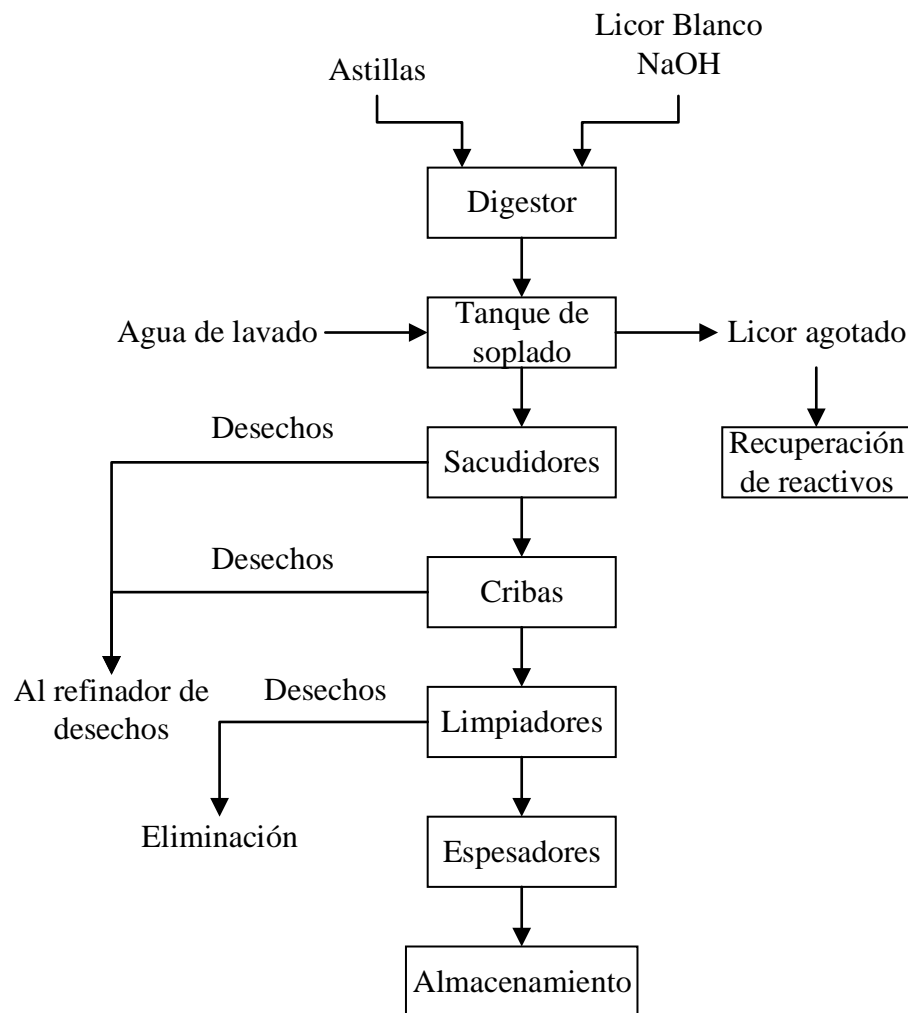 Licor Blanco
NaOH
Astillas
Digestor
Agua de lavado
Tanque de
soplado
Licor agotado
Desechos
Sacudidores
Recuperación
de reactivos
Desechos
Cribas
Al refinador de
desechos
Desechos
Limpiadores
Eliminación
Espesadores
Almacenamiento